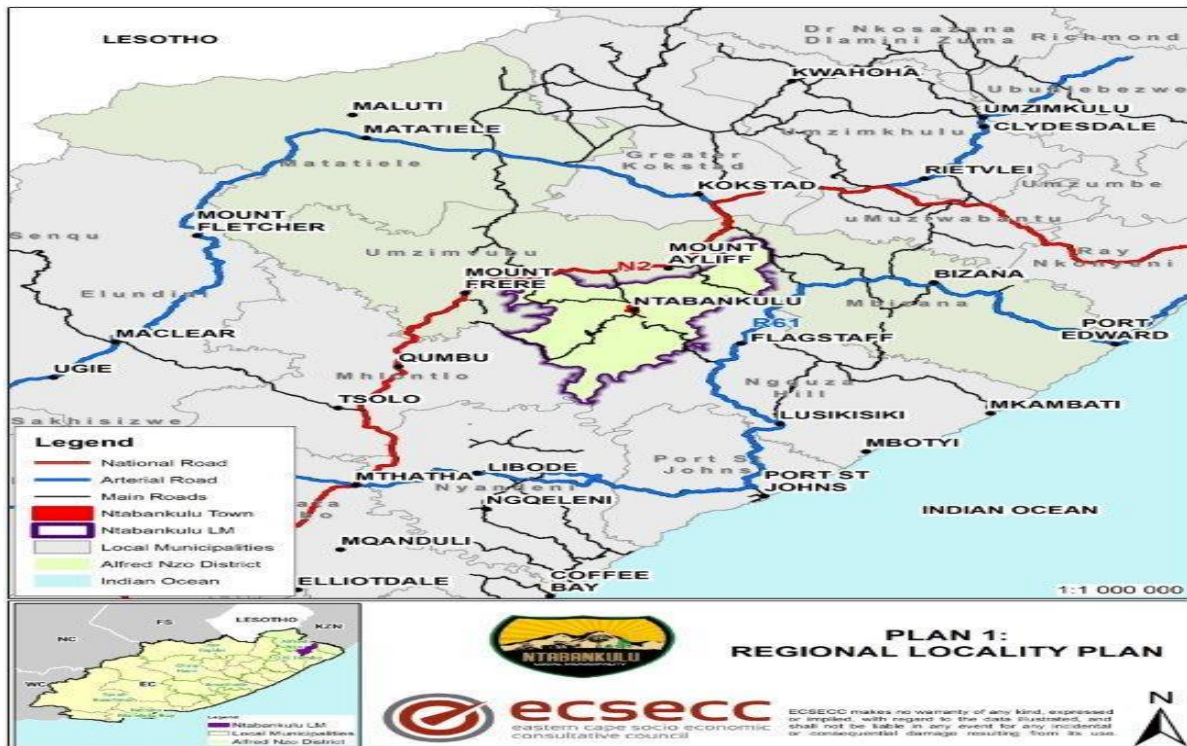 LESOTHO
Dr Nkosazana
Dlamini Zuma
Richmond
KWAHOHA
MALUTI
UMZIMKULU
CLYDESDALE
MATATIELE
Umzimkhulu
Matatiele
Greater
Kokstad
RIETVLEI
KOKSTAD
Umzumbe
uMuziwabantu
MOUNT
FLETCHER
Senqu
Umzimvubu
MOUNT
AYLIFF
Ray
Nkonyeni
N2
MOUNT
FRERE
BIZANA
Elundini
NTABANKULU
Mbizana
MACLEAR
R61
PORT
EDWARD
FLAGSTAFF
QUMBU
UGIE
Mhlontlo
Ngquza
Hill
TSOLO
MKAMBATI
Sakhisizwe
LUSIKISIKI
MBOTYI
Legend
National Road
Arterial Road
Main Roads
Ntabankulu Town
Ntabankulu LM
Local Municipalities
Alfred Nzo District
Indian Ocean
LIBODE
Port St
Johns
MTHATHA
Nyandeni
PORT ST
JOHNS
NGQELENI
INDIAN OCEAN
MQANDULI
ELLIOTDALE
COFFEE
BAY
1:1 000 000
LESOTHO
FS
KZN
NC
WC
EC
Legend
Ntabankulu LM
Local Municipalities
Alfred Nzo District
NTABANKULU
LOCAL MUNICIPALITY
PLAN 1:
REGIONAL LOCALITY PLAN
ecsecc
eastern cape socio economic
consultative council
ECSECC makes no warranty of any kind, expressed
or implied, with regard to the data illustrated, and
shall not be liable in any event for any incidental
or consequential damage resulting from its use.
N